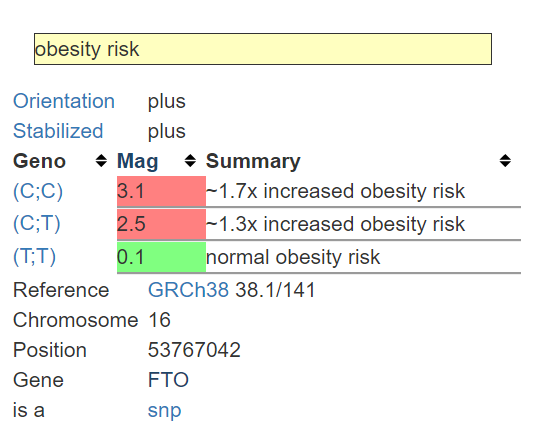 obesity risk
Orientation plus
Stabilized plus
Geno Mag Summary
(C;C) 3.1 ~1.7x increased obesity risk
(C;T) 2.5 ~1.3x increased obesity risk
(T;T) 0.1 normal obesity risk
Reference GRCh38 38.1/141
Chromosome 16
Position 53767042
Gene FTO
is a snp